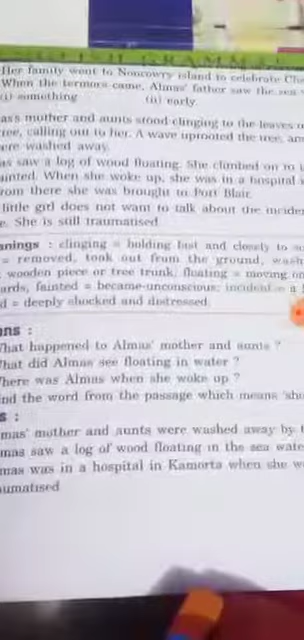 GRAMMAR
Her family went to Noncowry island to celebrate
When the termors came, Almas' father saw the sea
something (ii) early
as's mother and aunts stood clinging to the leaves
ree, calling out to her. A wave uprooted the tree, an
ere washed away.
as saw a log of wood floating. She climbed on to
ainted. When she woke up, she was in a hospital
rom there she was brought to Port Blair.
little girl does not want to talk about the incide
e. She is still traumatised.
anings : clinging = holding fast and closely to
= removed, took out from the ground, wash
wooden piece or tree trunk, floating = moving on
ards, fainted = became unconscious, incident = a
d = deeply shocked and distressed.
ns :
hat happened to Almas' mother and aunts ?
hat did Almas see floating in water ?
here was Almas when she woke up ?
nd the word from the passage which means 'sho
s :
mas' mother and aunts were washed away by t
mas saw a log of wood floating in the sea wate
mas was in a hospital in Kamorta when she w
aumatised